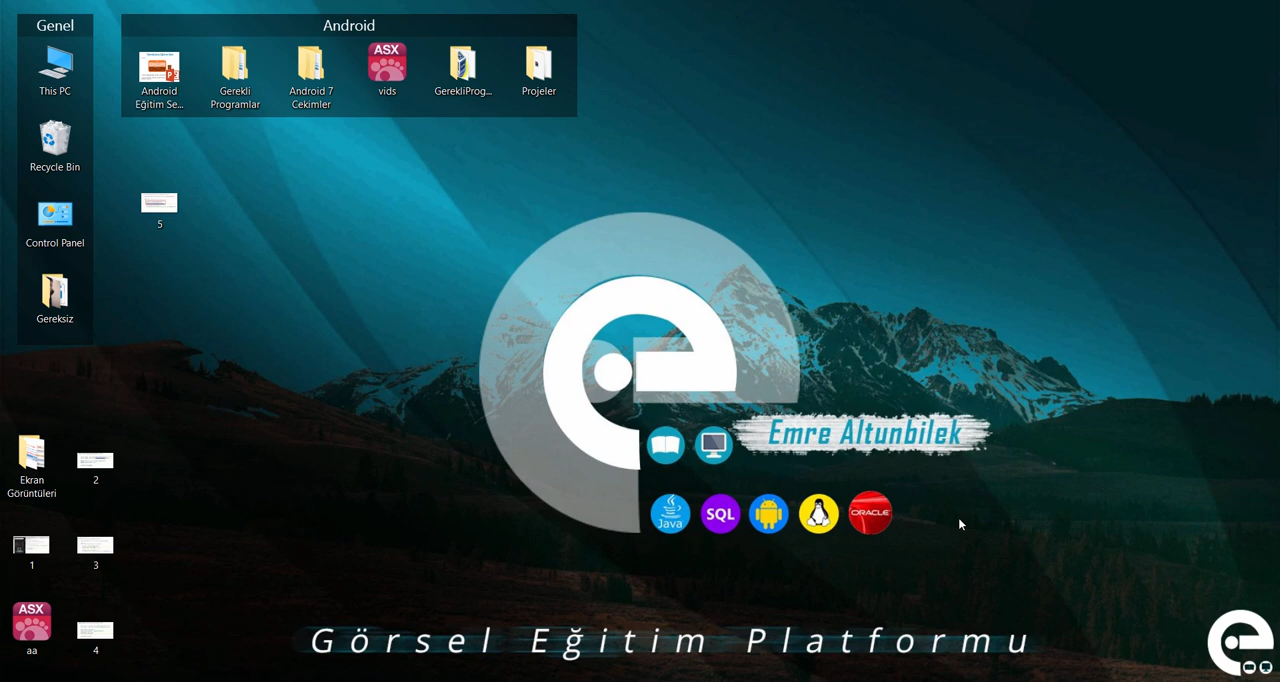 Genel
This PC
Recycle Bin
Control Panel
Gereksiz
Android
Android
Eğitim Se...
Gerekli
Programlar
Android 7
Cekimler
ASX
vids
GerekliProg...
Projeler
5
Ekran
Görüntüleri
2
1
3
ASX
aa
4
Emre Altunbilek
Java
SQL
ORACLE
Görsel Eğitim Platformu